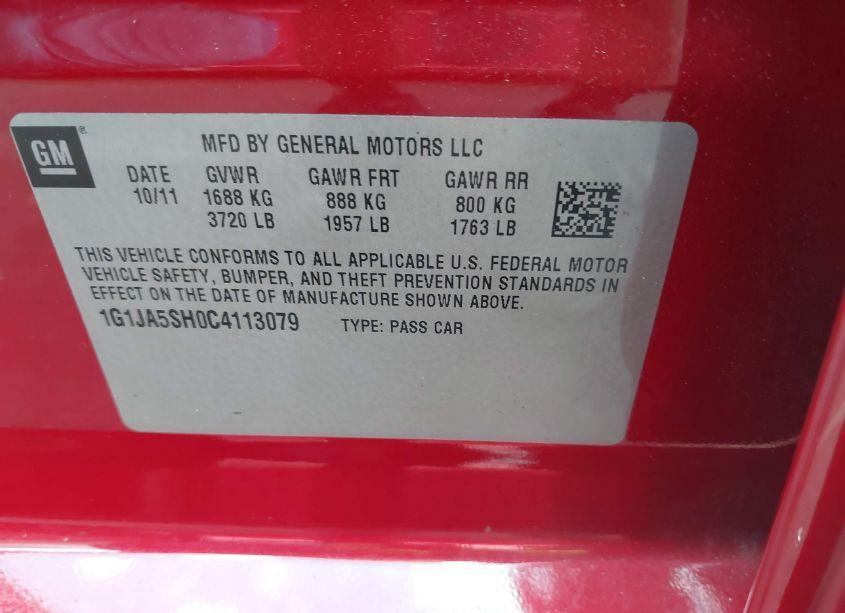 GM
MFD BY GENERAL MOTORS LLC
DATE GVWR GAWR FRT GAWR RR
10/11 1688 KG 888 KG 800 KG
3720 LB 1957 LB 1763 LB
THIS VEHICLE CONFORMS TO ALL APPLICABLE U.S. FEDERAL MOTOR
VEHICLE SAFETY, BUMPER, AND THEFT PREVENTION STANDARDS IN
EFFECT ON THE DATE OF MANUFACTURE SHOWN ABOVE.
1G1JA5SH0C4113079 TYPE: PASS CAR